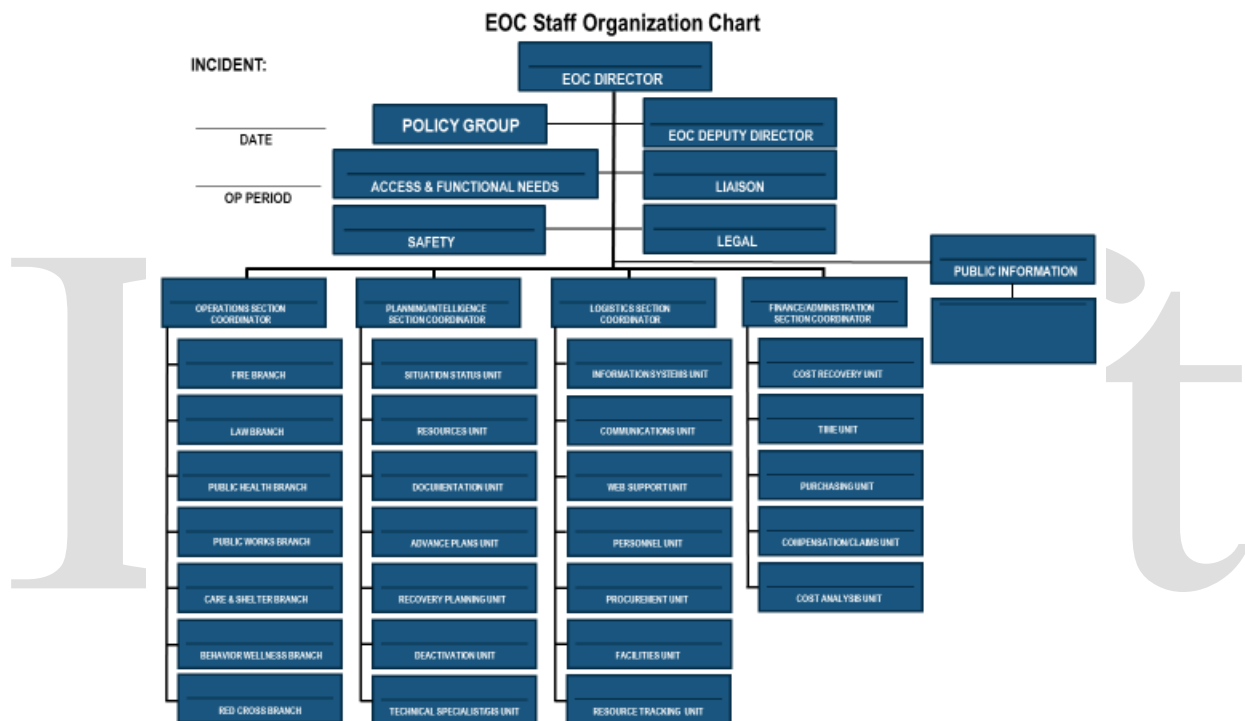 EOC Staff Organization Chart
INCIDENT:
EOC DIRECTOR
DATE
POLICY GROUP
EOC DEPUTY DIRECTOR
OP PERIOD
ACCESS & FUNCTIONAL NEEDS
LIAISON
SAFETY
LEGAL
PUBLIC INFORMATION
OPERATIONS SECTION
COORDINATOR
FIRE BRANCH
LAW BRANCH
PUBLIC HEALTH BRANCH
PUBLIC WORKS BRANCH
CARE & SHELTER BRANCH
BEHAVIOR WELLNESS BRANCH
RED CROSS BRANCH
PLANNING/INTELLIGENCE
SECTION COORDINATOR
SITUATION STATUS UNIT
RESOURCES UNIT
DOCUMENTATION UNIT
ADVANCE PLANS UNIT
RECOVERY PLANNING UNIT
DEACTIVATION UNIT
TECHNICAL SPECIALIST/GIS UNIT
LOGISTICS SECTION
COORDINATOR
INFORMATION SYSTEMS UNIT
COMMUNICATIONS UNIT
WEB SUPPORT UNIT
PERSONNEL UNIT
PROCUREMENT UNIT
FACILITIES UNIT
RESOURCE TRACKING UNIT
FINANCE/ADMINISTRATION
SECTION COORDINATOR
COST RECOVERY UNIT
TIME UNIT
PURCHASING UNIT
COMPENSATION/CLAIMS UNIT
COST ANALYSIS UNIT